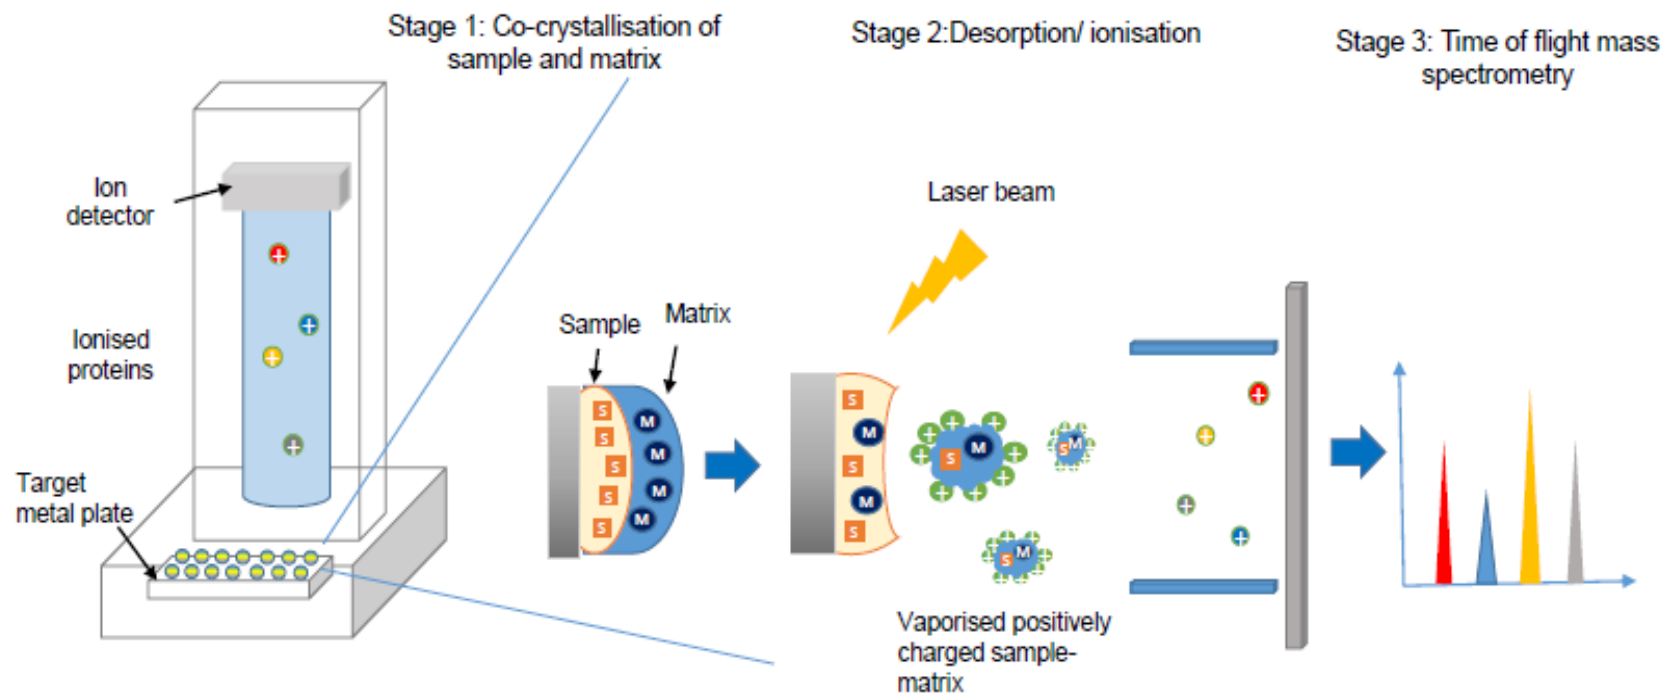 Stage 1: Co-crystallisation of
sample and matrix
Stage 2:Desorption/ ionisation
Stage 3: Time of flight mass
spectrometry
Ion
detector
Ionised
proteins
Target
metal plate
Sample
Matrix
S
S
S
S
S
M
M
M
M
Laser beam
S
M
S
M
S
S
M
S
M
S
M
Vaporised positively
charged sample-
matrix